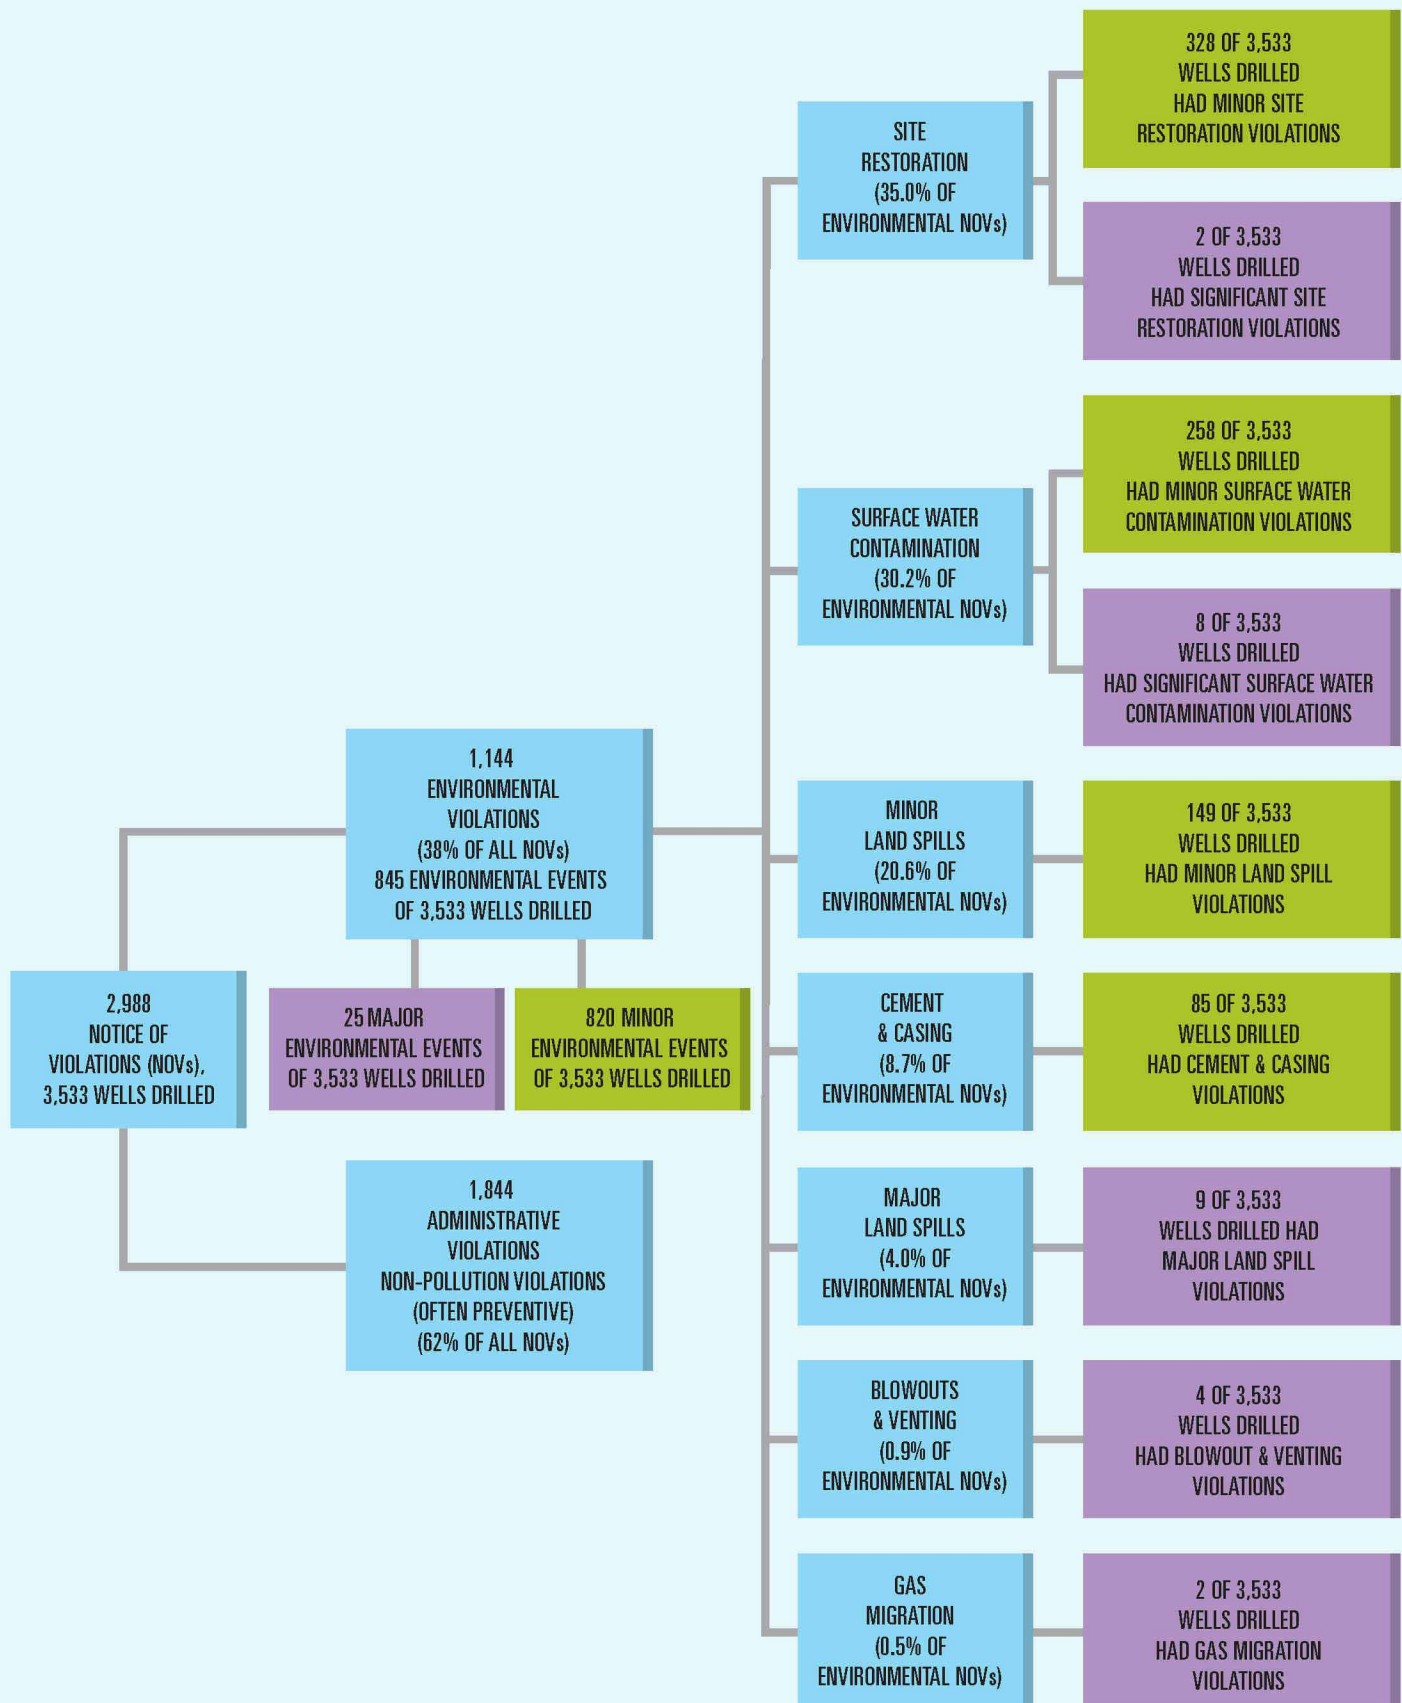 2,988
NOTICE OF
VIOLATIONS (NOVs),
3,533 WELLS DRILLED
1,144
ENVIRONMENTAL
VIOLATIONS
(38% OF ALL NOVs)
845 ENVIRONMENTAL EVENTS
OF 3,533 WELLS DRILLED
25 MAJOR
ENVIRONMENTAL EVENTS
OF 3,533 WELLS DRILLED
820 MINOR
ENVIRONMENTAL EVENTS
OF 3,533 WELLS DRILLED
1,844
ADMINISTRATIVE
VIOLATIONS
NON-POLLUTION VIOLATIONS
(OFTEN PREVENTIVE)
(62% OF ALL NOVs)
SITE
RESTORATION
(35.0% OF
ENVIRONMENTAL NOVs)
328 OF 3,533
WELLS DRILLED
HAD MINOR SITE
RESTORATION VIOLATIONS
2 OF 3,533
WELLS DRILLED
HAD SIGNIFICANT SITE
RESTORATION VIOLATIONS
SURFACE WATER
CONTAMINATION
(30.2% OF
ENVIRONMENTAL NOVs)
258 OF 3,533
WELLS DRILLED
HAD MINOR SURFACE WATER
CONTAMINATION VIOLATIONS
8 OF 3,533
WELLS DRILLED
HAD SIGNIFICANT SURFACE WATER
CONTAMINATION VIOLATIONS
MINOR
LAND SPILLS
(20.6% OF
ENVIRONMENTAL NOVs)
149 OF 3,533
WELLS DRILLED
HAD MINOR LAND SPILL
VIOLATIONS
CEMENT
& CASING
(8.7% OF
ENVIRONMENTAL NOVs)
85 OF 3,533
WELLS DRILLED
HAD CEMENT & CASING
VIOLATIONS
MAJOR
LAND SPILLS
(4.0% OF
ENVIRONMENTAL NOVs)
9 OF 3,533
WELLS DRILLED HAD
MAJOR LAND SPILL
VIOLATIONS
BLOWOUTS
& VENTING
(0.9% OF
ENVIRONMENTAL NOVs)
4 OF 3,533
WELLS DRILLED
HAD BLOWOUT & VENTING
VIOLATIONS
GAS
MIGRATION
(0.5% OF
ENVIRONMENTAL NOVs)
2 OF 3,533
WELLS DRILLED
HAD GAS MIGRATION
VIOLATIONS